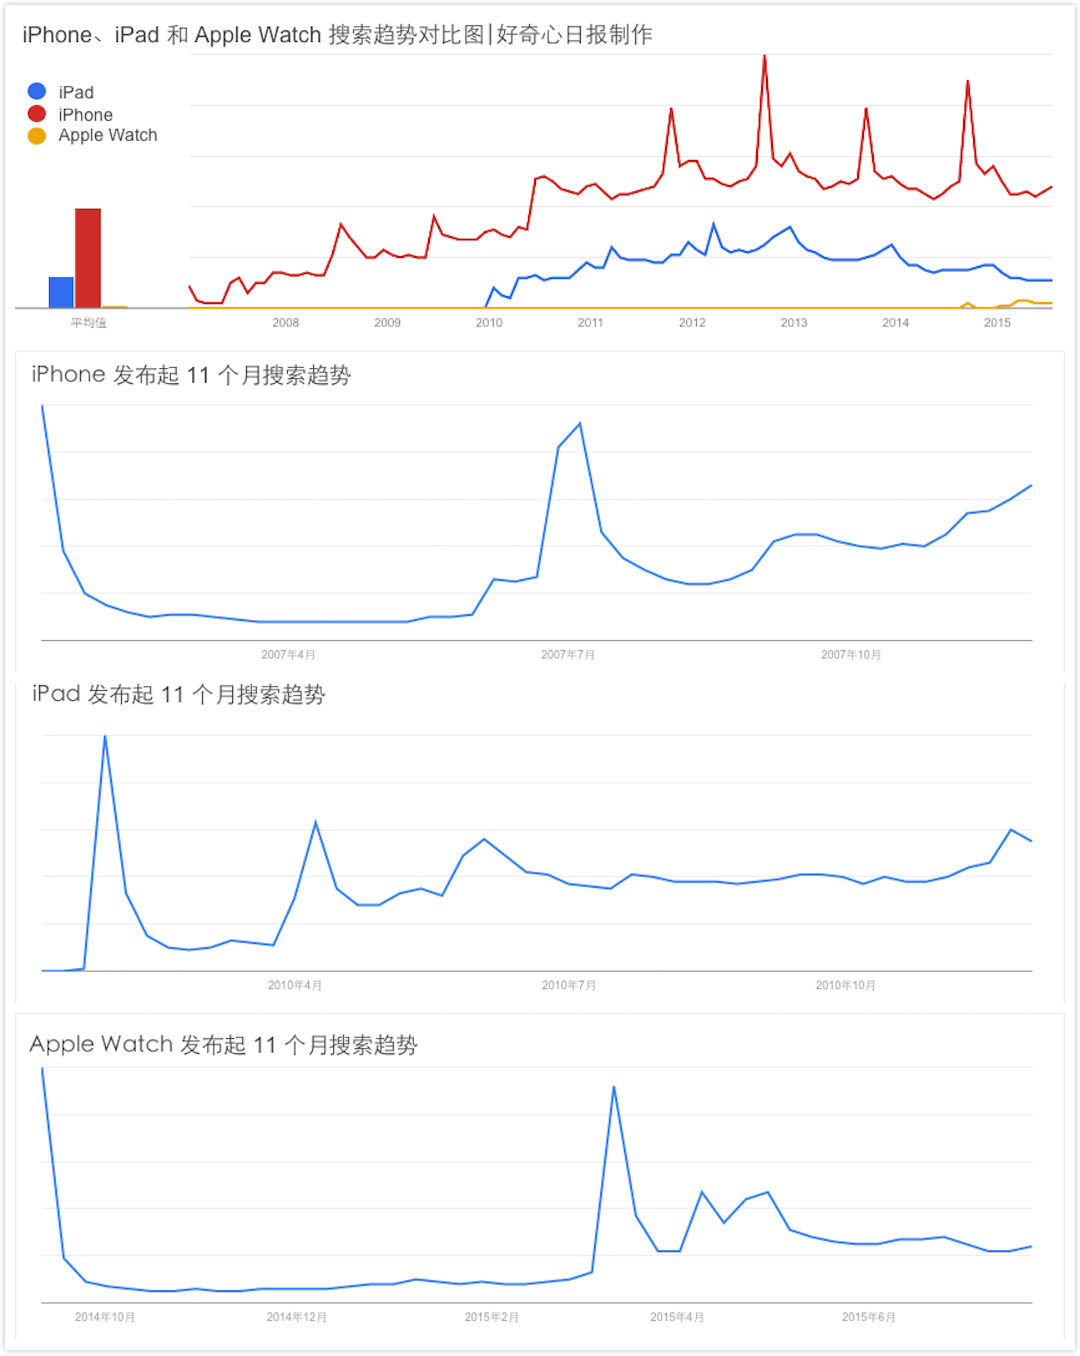 iPhone、iPad 和 Apple Watch 搜索趋势对比图|好奇心日报制作
iPad
iPhone
Apple Watch
平均值 2008 2009 2010 2011 2012 2013 2014 2015
iPhone 发布起 11 个月搜索趋势
2007年4月 2007年7月 2007年10月
iPad 发布起 11 个月搜索趋势
2010年4月 2010年7月 2010年10月
Apple Watch 发布起 11 个月搜索趋势
2014年10月 2014年12月 2015年2月 2015年4月 2015年6月